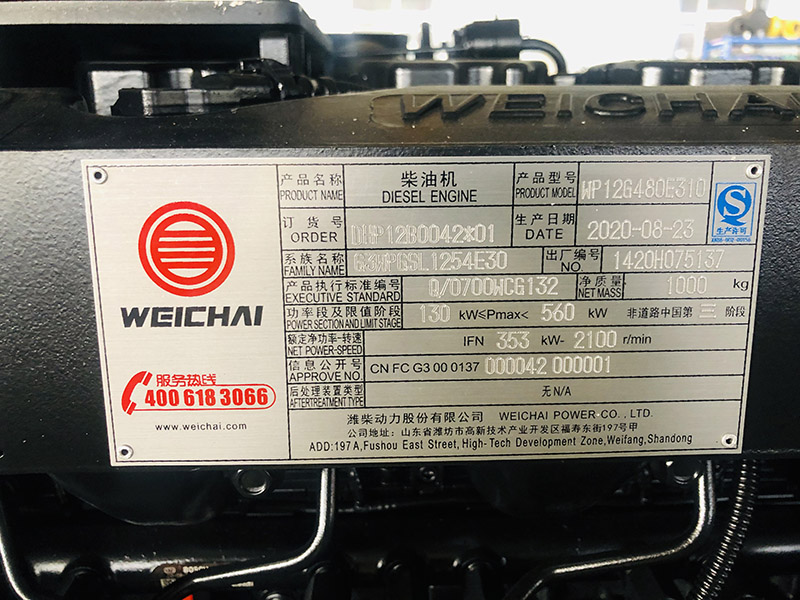 WEICHAI
产品名称 PRODUCT NAME 柴油机 DIESEL ENGINE 产品型号 PRODUCT MODEL WP12G480E310
订货号 ORDER DHP12B0042*01 生产日期 DATE 2020-08-23
生产许可
系族名称 FAMILY NAME 出厂编号 NO. 1420H075137
产品执行标准编号 EXECUTIVE STANDARD Q/0700WCG132 净质量 NET MASS 1000 kg
功率段及限值阶段 POWER SECTION AND LIMIT STAGE 130 kW≤Pmax< 560 kW 非道路中国第 三 阶段
额定净功率-转速 NET POWER-SPEED IFN 353 kW- 2100 r/min
信息公开号 APPROVE NO. CN FC G3 00 0137 000042 000001
后处理装置类型 AFTERTREATMENT TYPE 无N/A
潍柴动力股份有限公司 WEICHAI POWER CO., LTD.
公司地址: 山东省潍坊市高新技术产业开发区福寿东街197号甲
ADD:197 A,Fushou East Street, High-Tech Development Zone,Weifang,Shandong
WEICHAI
服务热线
400 618 3066
www.weichai.com